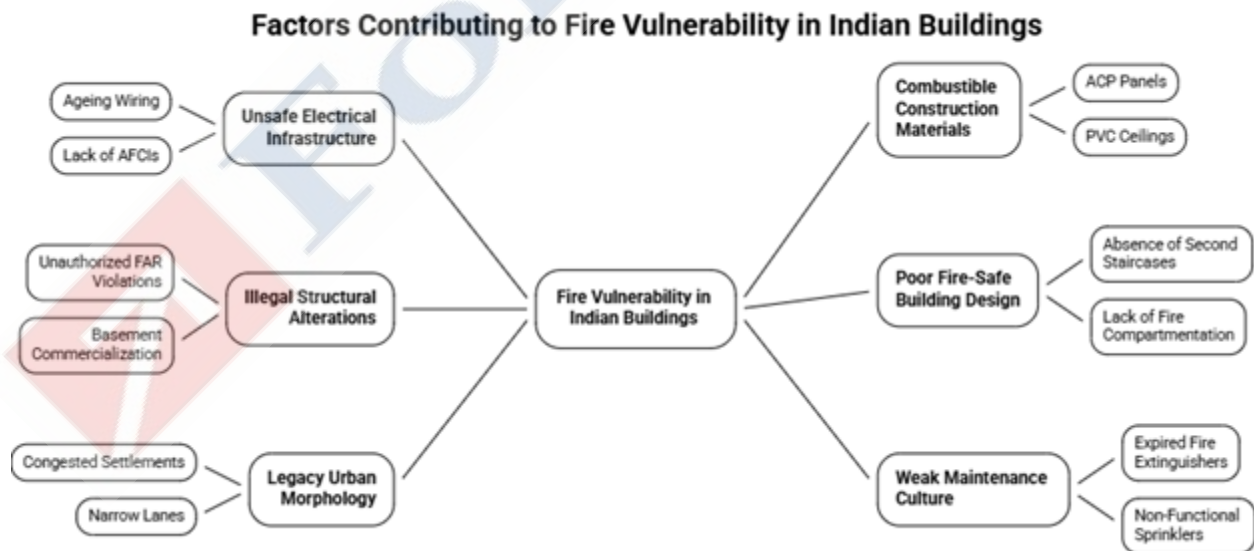 Factors Contributing to Fire Vulnerability in Indian Buildings
Ageing Wiring
Lack of AFCIs
Unsafe Electrical
Infrastructure
Unauthorized FAR
Violations
Basement
Commercialization
Illegal Structural
Alterations
Congested Settlements
Narrow Lanes
Legacy Urban
Morphology
Fire Vulnerability in
Indian Buildings
Combustible
Construction
Materials
ACP Panels
PVC Ceilings
Poor Fire-Safe
Building Design
Absence of Second
Staircases
Lack of Fire
Compartmentation
Weak Maintenance
Culture
Expired Fire
Extinguishers
Non-Functional
Sprinklers